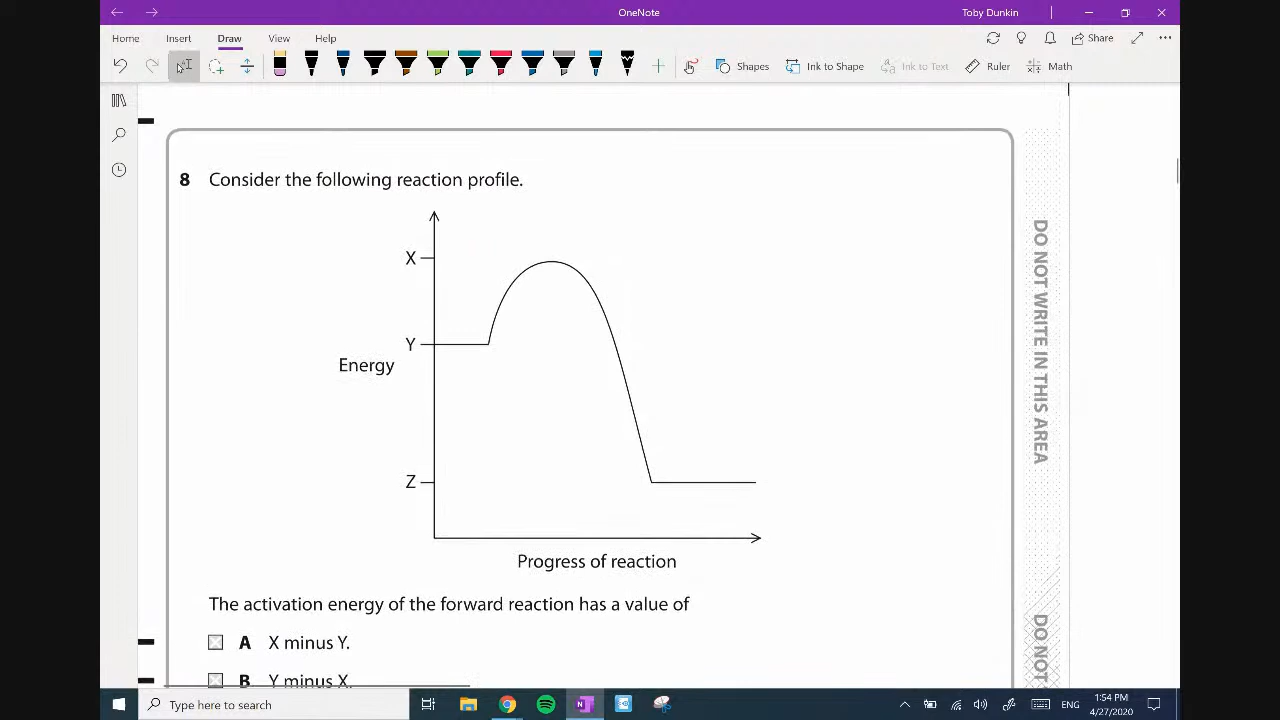 OneNote
Toby Dunkin
Home Insert Draw View Help
Share
Shapes Ink to Shape Ink to Text Ruler Math
8 Consider the following reaction profile.
X
Y
Energy
Z
Progress of reaction
The activation energy of the forward reaction has a value of
A X minus Y.
B Y minus X.
DO NOT WRITE IN THIS AREA
DO NOT
Type here to search
ENG
1:54 PM
4/27/2020